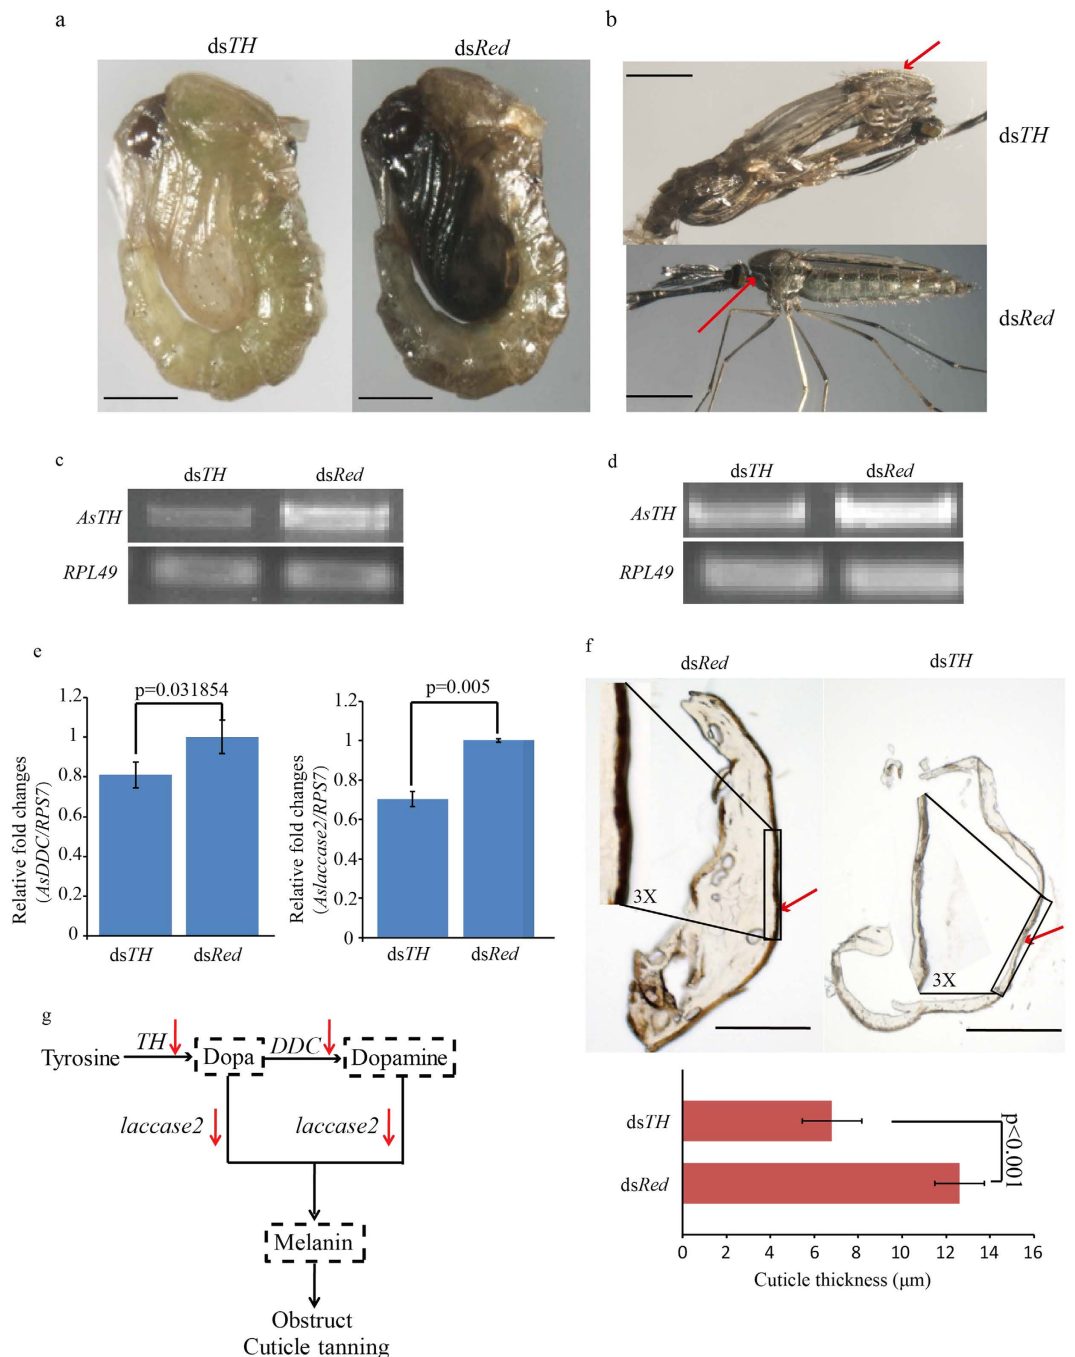 a
dsTH
dsRed
b
dsTH
dsRed
c
dsTH
dsRed
AsTH
RPL49
d
dsTH
dsRed
AsTH
RPL49
e
p=0.031854
1.2
1
0.8
0.6
0.4
0.2
0
Relative fold changes
(AsDDC/RPS7)
dsTH
dsRed
p=0.005
1.2
1
0.8
0.6
0.4
0.2
0
Relative fold changes
(Aslaccase2/RPS7)
dsTH
dsRed
f
dsRed
dsTH
3X
3X
dsTH
dsRed
p<0.001
0 2 4 6 8 10 12 14 16
Cuticle thickness (μm)
g
Tyrosine
TH
Dopa
DDC
Dopamine
laccase2
laccase2
Melanin
Obstruct
Cuticle tanning